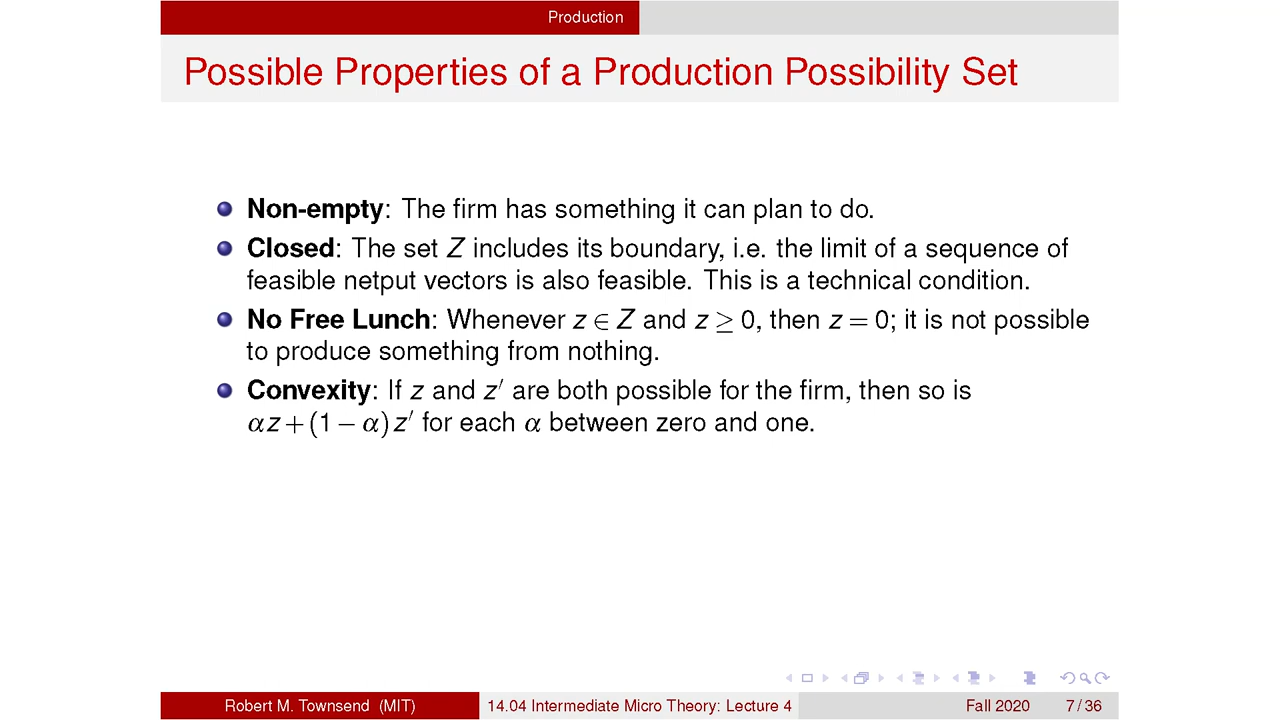 Production
Possible Properties of a Production Possibility Set
Non-empty: The firm has something it can plan to do.
Closed: The set Z includes its boundary, i.e. the limit of a sequence of
feasible netput vectors is also feasible. This is a technical condition.
No Free Lunch: Whenever z ∈ Z and z ≥ 0, then z = 0; it is not possible
to produce something from nothing.
Convexity: If z and z′ are both possible for the firm, then so is
αz + (1 − α) z′ for each α between zero and one.
Robert M. Townsend (MIT) 14.04 Intermediate Micro Theory: Lecture 4 Fall 2020 7 / 36